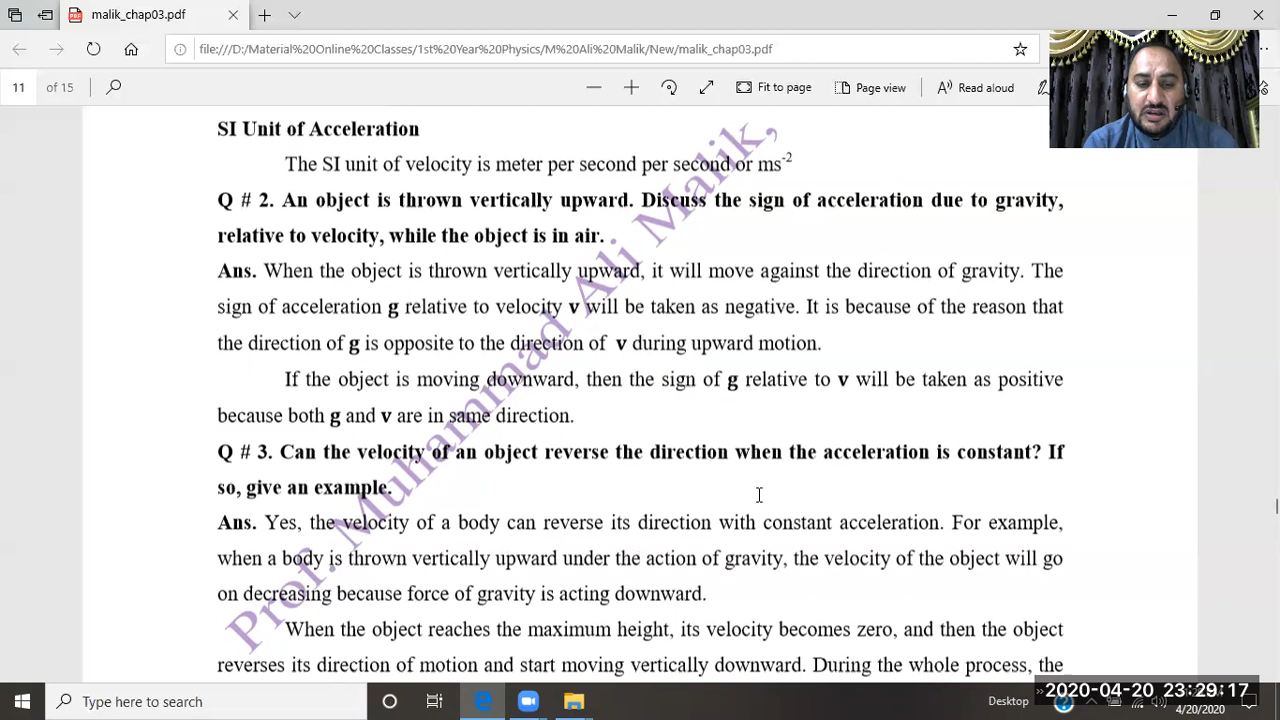 malik_chap03.pdf
file:///D:/Material%20Online%20Classes/1st%20Year%20Physics/M%20Ali%20Malik/New/malik_chap03.pdf
11 of 15
Fit to page
Page view
Read aloud
SI Unit of Acceleration
The SI unit of velocity is meter per second per second or ms-2
Q # 2. An object is thrown vertically upward. Discuss the sign of acceleration due to gravity,
relative to velocity, while the object is in air.
Ans. When the object is thrown vertically upward, it will move against the direction of gravity. The
sign of acceleration g relative to velocity v will be taken as negative. It is because of the reason that
the direction of g is opposite to the direction of v during upward motion.
If the object is moving downward, then the sign of g relative to v will be taken as positive
because both g and v are in same direction.
Q # 3. Can the velocity of an object reverse the direction when the acceleration is constant? If
so, give an example.
Ans. Yes, the velocity of a body can reverse its direction with constant acceleration. For example,
when a body is thrown vertically upward under the action of gravity, the velocity of the object will go
on decreasing because force of gravity is acting downward.
When the object reaches the maximum height, its velocity becomes zero, and then the object
reverses its direction of motion and start moving vertically downward. During the whole process, the
Prof. Muhammad Ali Malik,
Type here to search
Desktop
2020-04-20 23:29:17
4/20/2020